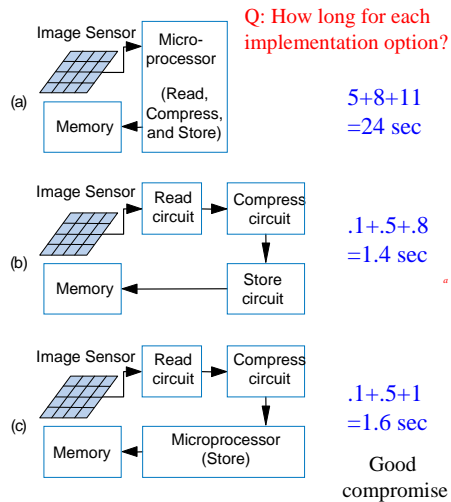 Q: How long for each
implementation option?
Image Sensor
Micro-
processor
(Read,
Compress,
and Store)
(a)
Memory
5+8+11
=24 sec
Image Sensor
Read
circuit
Compress
circuit
(b)
Memory
Store
circuit
.1+.5+.8
=1.4 sec
a
Image Sensor
Read
circuit
Compress
circuit
(c)
Memory
Microprocessor
(Store)
.1+.5+1
=1.6 sec
Good
compromise